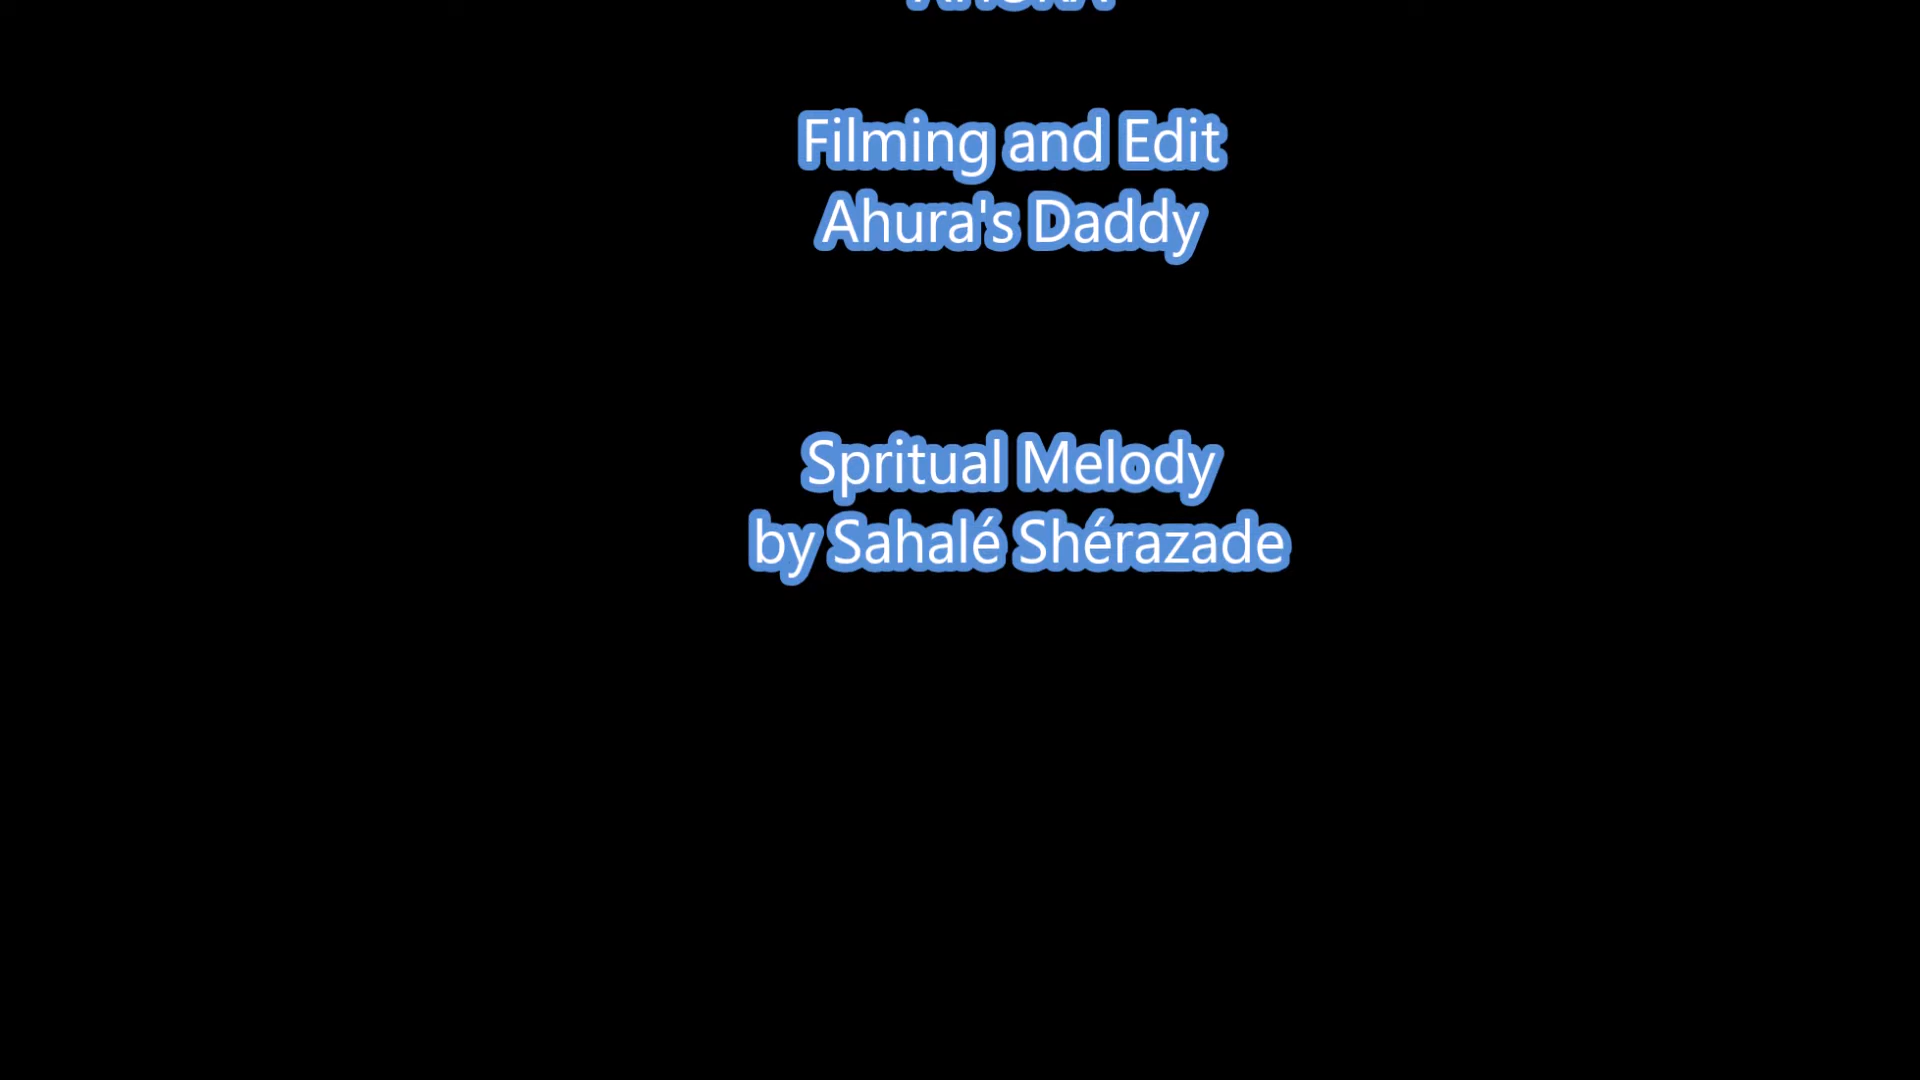 Filming and Edit
Ahura's Daddy
Spritual Melody
by Sahalé Shérazade